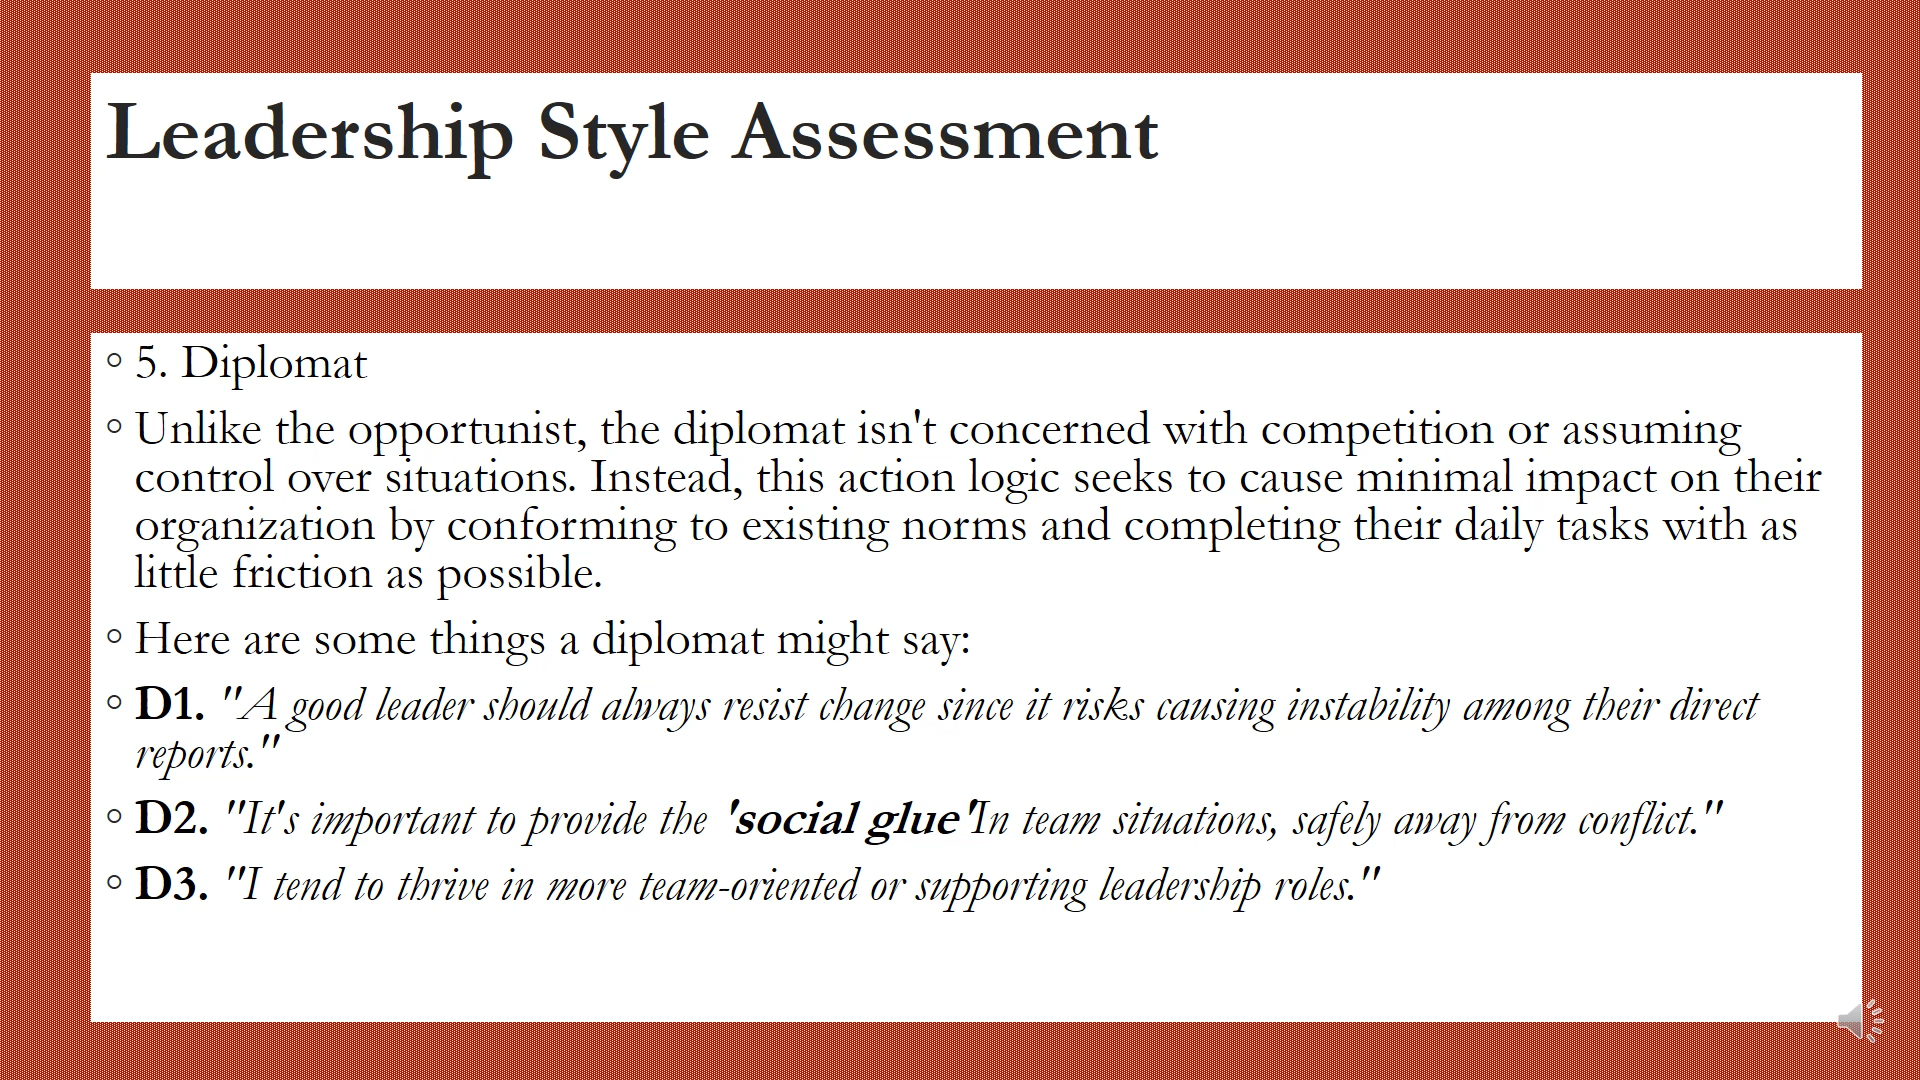 Leadership Style Assessment
◦ 5. Diplomat
◦ Unlike the opportunist, the diplomat isn't concerned with competition or assuming
control over situations. Instead, this action logic seeks to cause minimal impact on their
organization by conforming to existing norms and completing their daily tasks with as
little friction as possible.
◦ Here are some things a diplomat might say:
◦ D1. "A good leader should always resist change since it risks causing instability among their direct
reports."
◦ D2. "It's important to provide the 'social glue'In team situations, safely away from conflict."
◦ D3. "I tend to thrive in more team-oriented or supporting leadership roles."